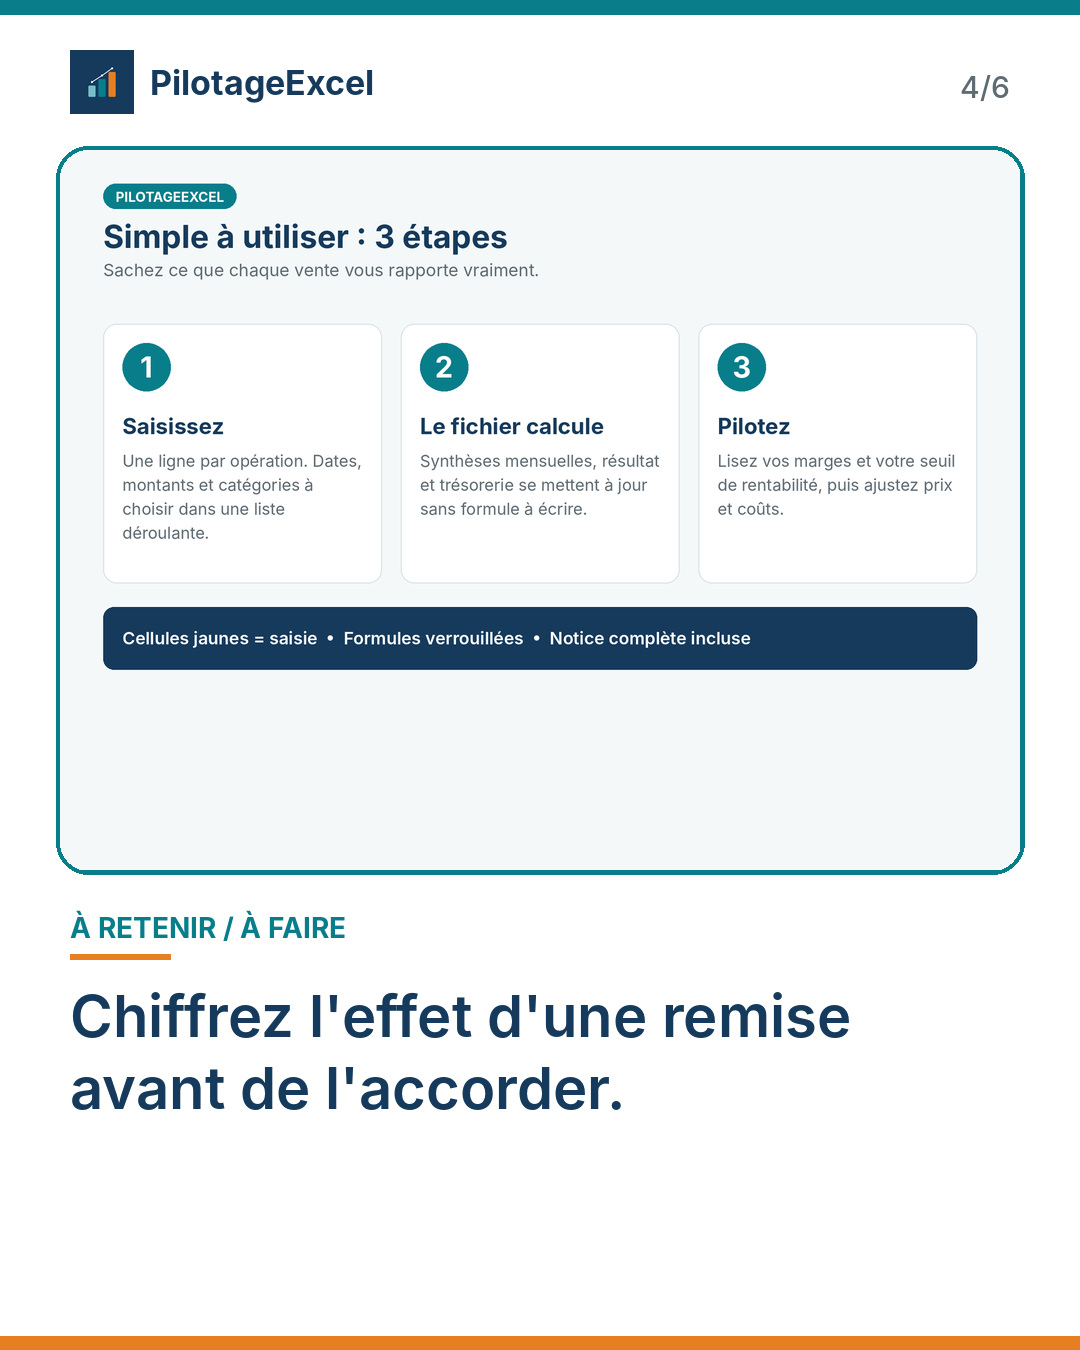 PilotageExcel
4/6
PILOTAGEEXCEL
Simple à utiliser : 3 étapes
Sachez ce que chaque vente vous rapporte vraiment.
1
Saisissez
Une ligne par opération. Dates,
montants et catégories à
choisir dans une liste
déroulante.
2
Le fichier calcule
Synthèses mensuelles, résultat
et trésorerie se mettent à jour
sans formule à écrire.
3
Pilotez
Lisez vos marges et votre seuil
de rentabilité, puis ajustez prix
et coûts.
Cellules jaunes = saisie • Formules verrouillées • Notice complète incluse
À RETENIR / À FAIRE
Chiffrez l'effet d'une remise
avant de l'accorder.